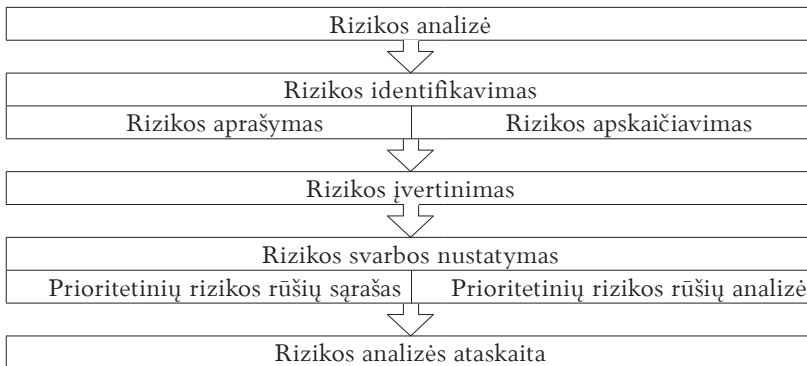 Rizikos analizė
Rizikos identifikavimas
Rizikos aprašymas Rizikos apskaičiavimas
Rizikos įvertinimas
Rizikos svarbos nustatymas
Prioritetinių rizikos rūšių sąrašas Prioritetinių rizikos rūšių analizė
Rizikos analizės ataskaita